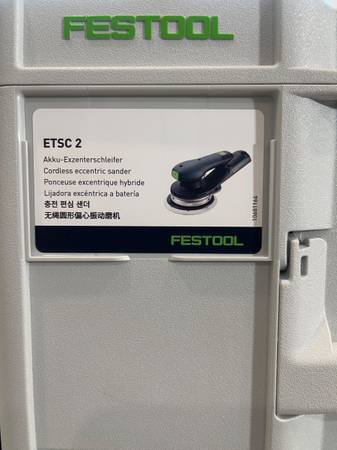 FESTOOL
ETSC 2
Akku-Exzenterschleifer
Cordless eccentric sander
Ponceuse excentrique hybride
Lijadora excéntrica a batería
충전 편심 샌더
无绳圆形偏心振动磨机
10681164
FESTOOL